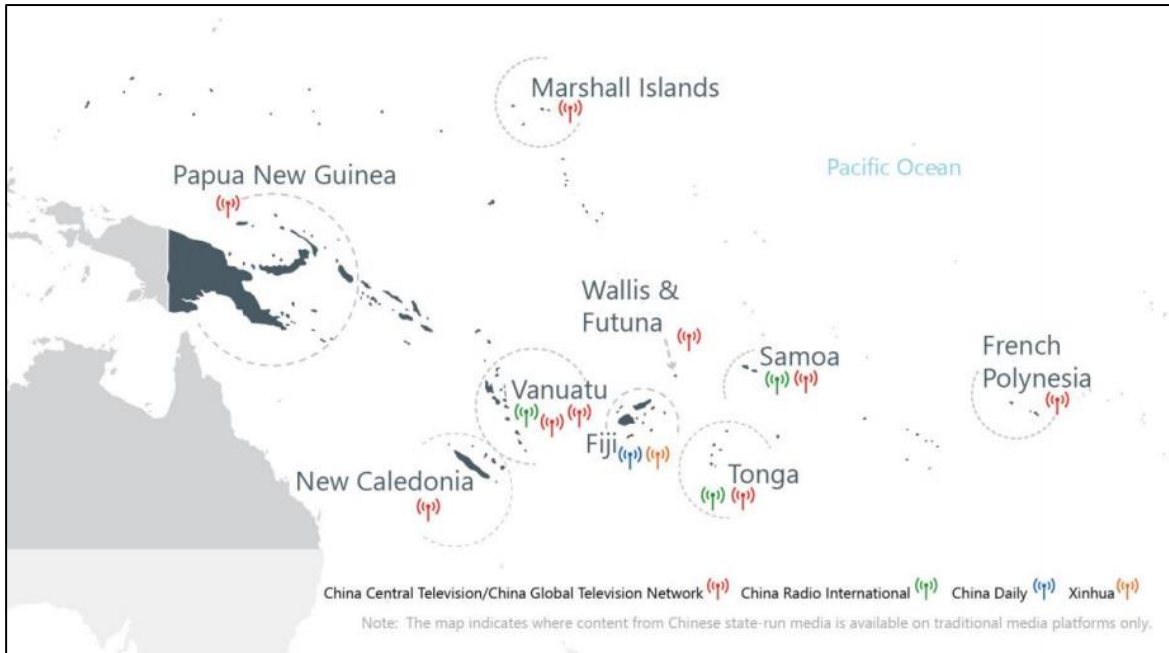 Marshall Islands
Papua New Guinea
Pacific Ocean
Wallis &
Futuna
Samoa
French
Polynesia
Vanuatu
Fiji
Tonga
New Caledonia
China Central Television/China Global Television Network China Radio International China Daily Xinhua
Note: The map indicates where content from Chinese state-run media is available on traditional media platforms only.